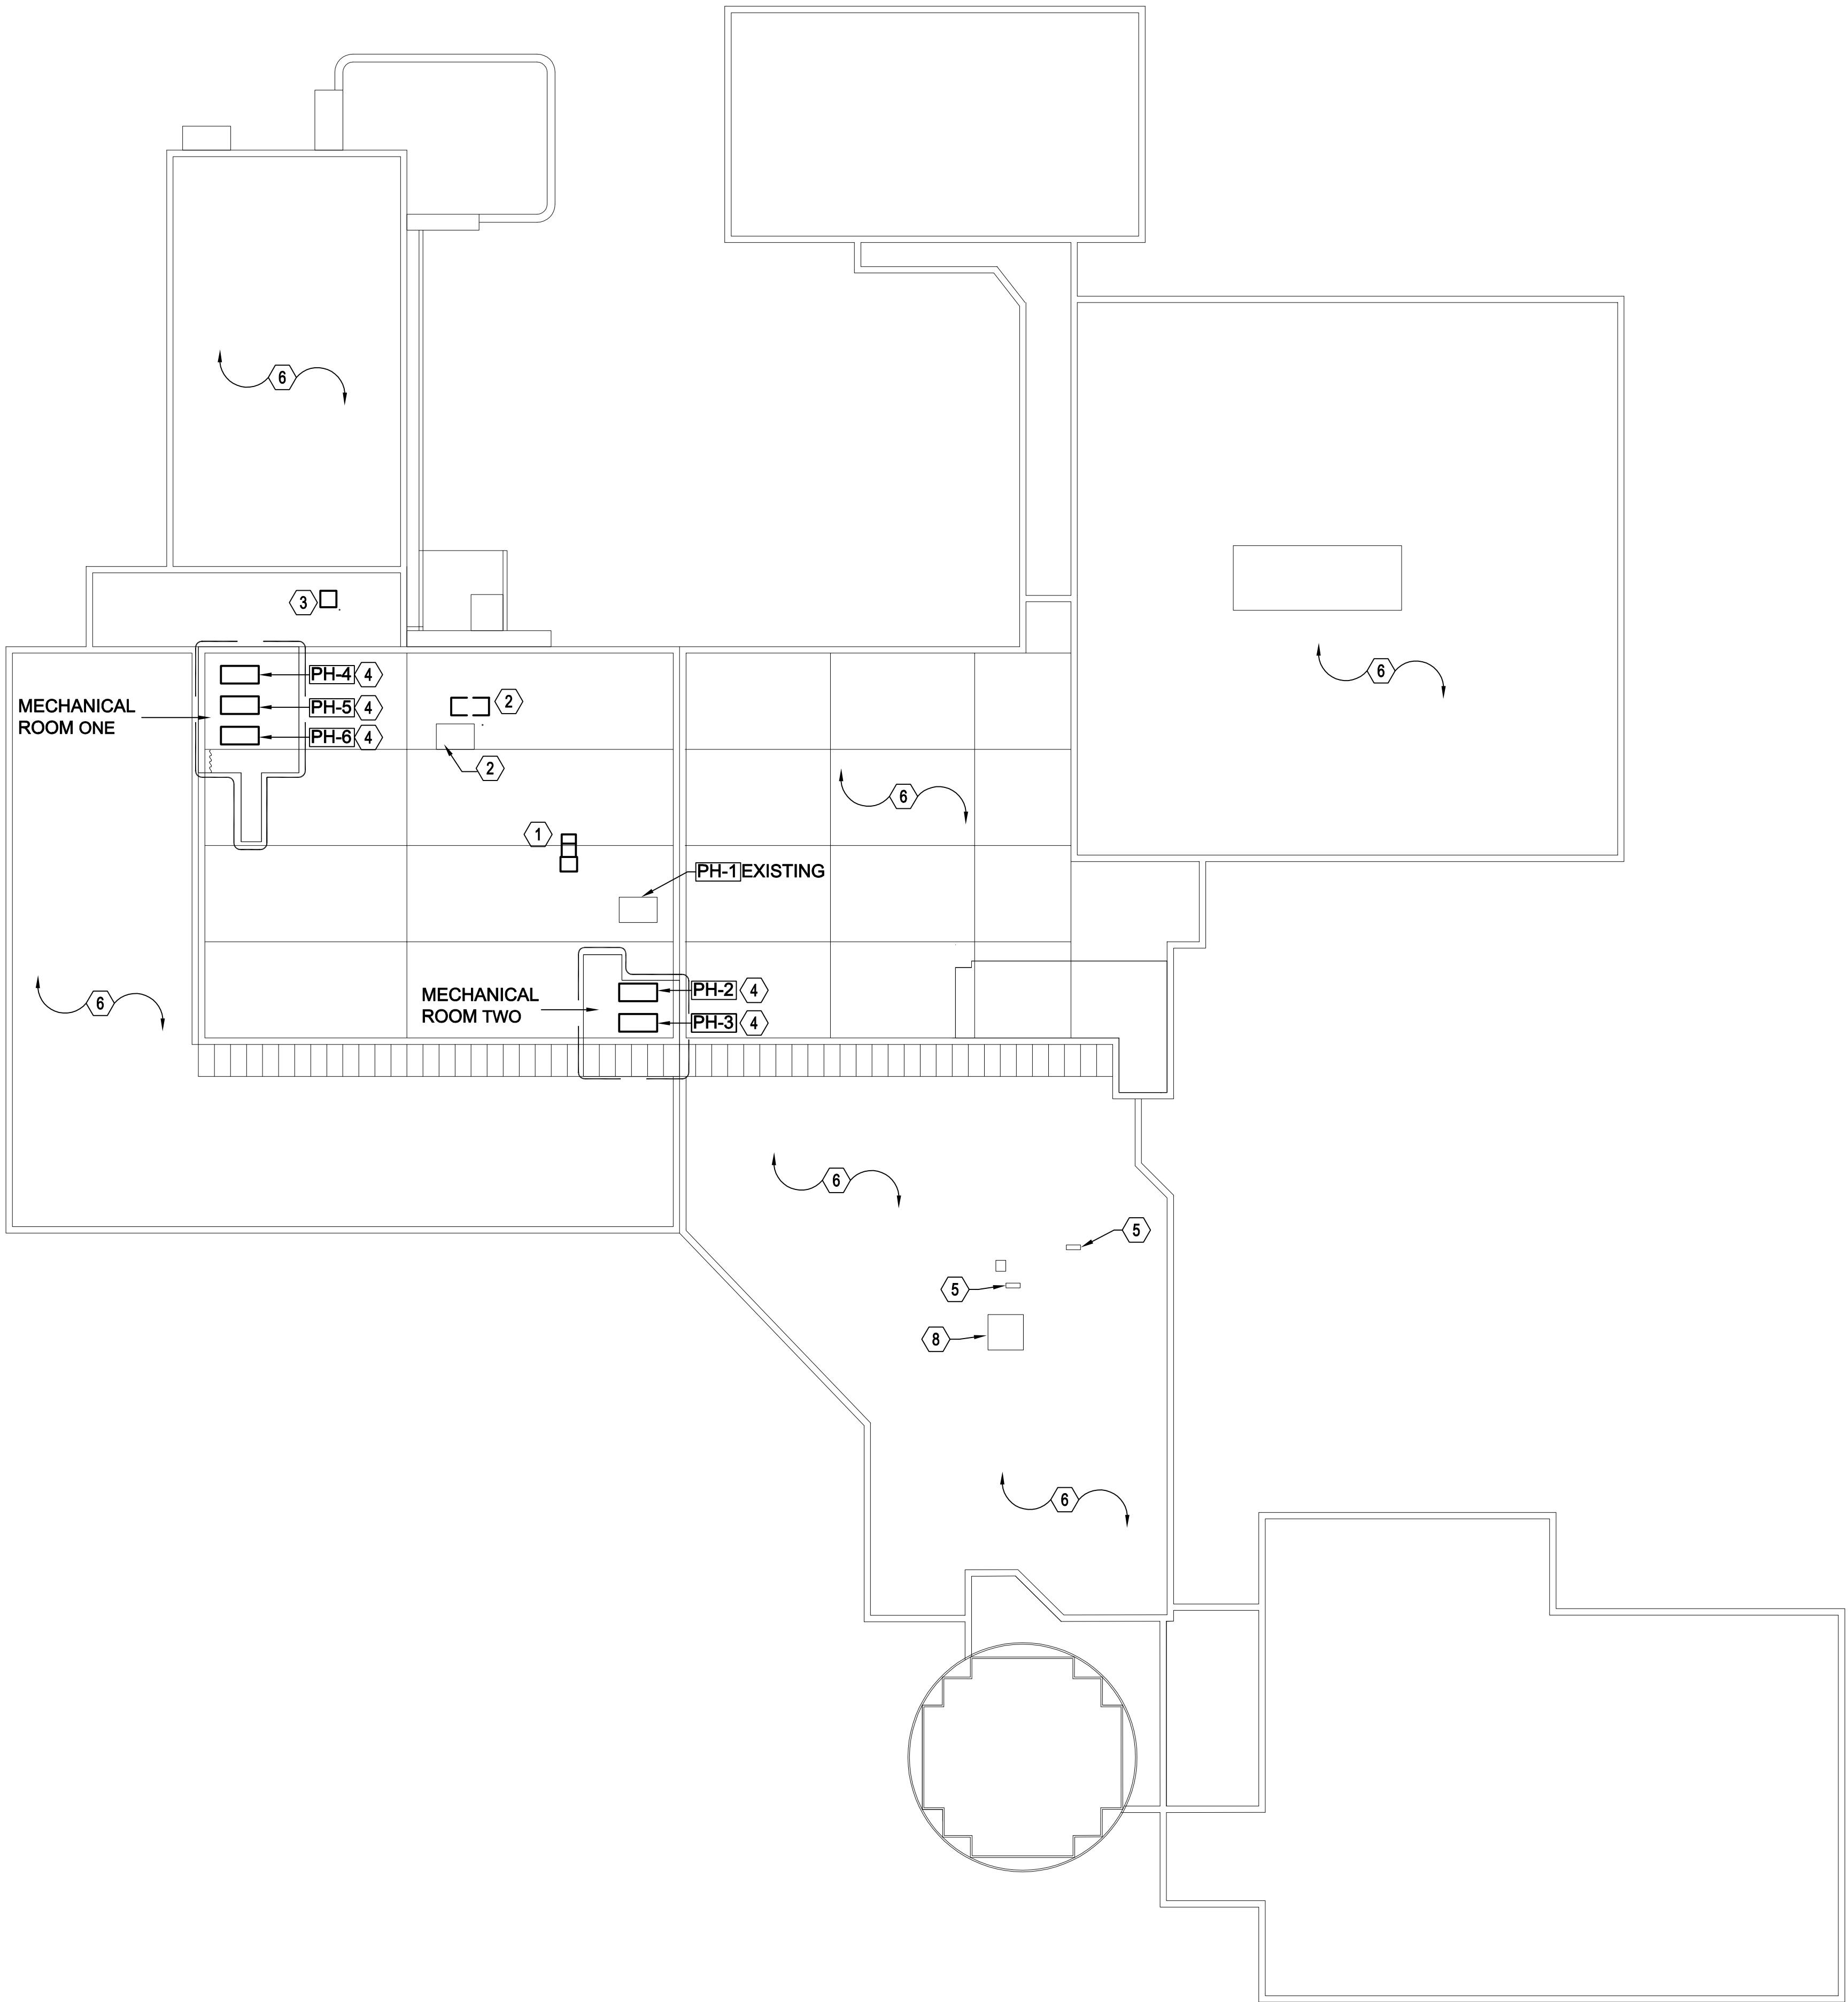 6
3
PH-4 4
MECHANICAL
ROOM ONE
PH-5 4
PH-6 4
2
2
6
6
1
PH-1 EXISTING
6
MECHANICAL
ROOM TWO
PH-2 4
PH-3 4
6
5
5
8
6